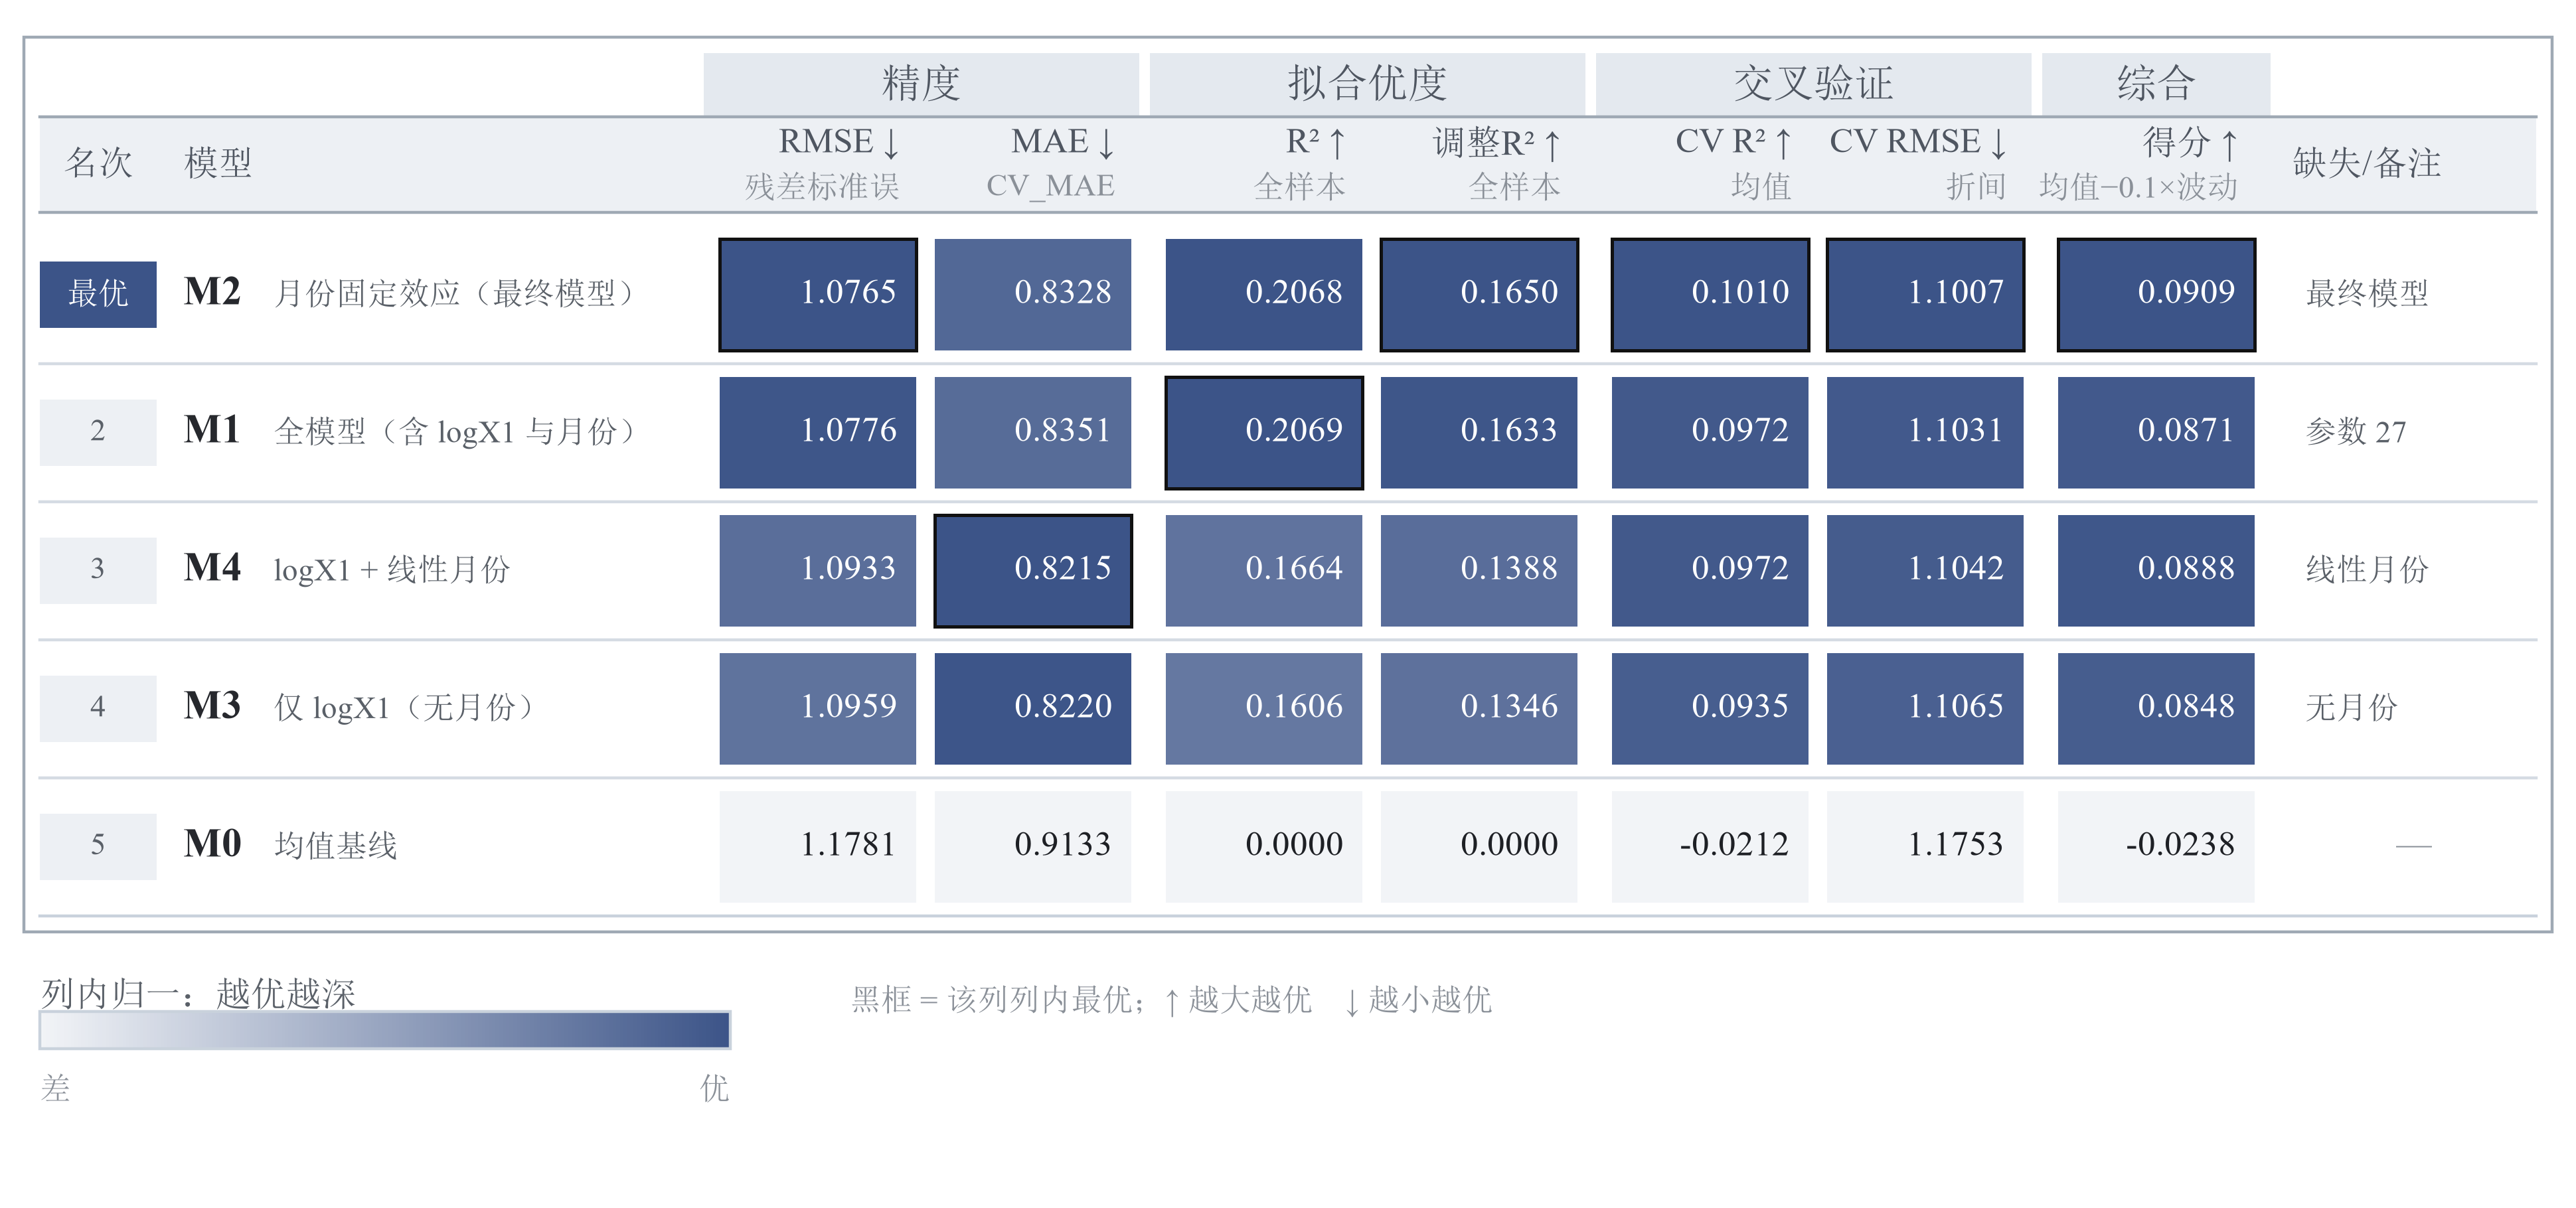 精度 拟合优度 交叉验证 综合
名次 模型 RMSE ↓ MAE ↓ R² ↑ 调整R² ↑ CV R² ↑ CV RMSE ↓ 得分 ↑ 缺失/备注
残差标准误 CV_MAE 全样本 全样本 均值 折间 均值−0.1×波动
最优 M2 月份固定效应（最终模型） 1.0765 0.8328 0.2068 0.1650 0.1010 1.1007 0.0909 最终模型
2 M1 全模型（含 logX1 与月份） 1.0776 0.8351 0.2069 0.1633 0.0972 1.1031 0.0871 参数 27
3 M4 logX1 + 线性月份 1.0933 0.8215 0.1664 0.1388 0.0972 1.1042 0.0888 线性月份
4 M3 仅 logX1（无月份） 1.0959 0.8220 0.1606 0.1346 0.0935 1.1065 0.0848 无月份
5 M0 均值基线 1.1781 0.9133 0.0000 0.0000 -0.0212 1.1753 -0.0238 —
列内归一：越优越深
黑框 = 该列列内最优；↑ 越大越优 ↓ 越小越优
差 优